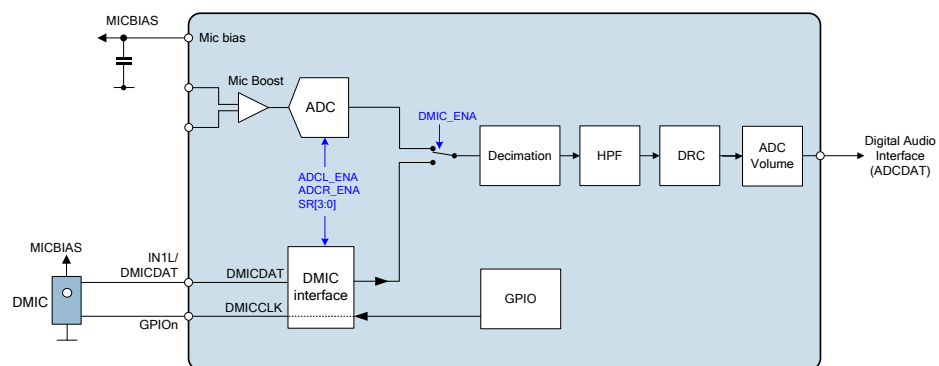 MICBIAS
Mic bias
Mic Boost
ADC
DMIC_ENA
Decimation
HPF
DRC
ADC
Volume
Digital Audio
Interface
(ADCDAT)
ADCL_ENA
ADCR_ENA
SR[3:0]
MICBIAS
IN1L/
DMICDAT
DMICDAT
DMIC
DMIC
interface
GPIO
DMICCLK
GPIOn